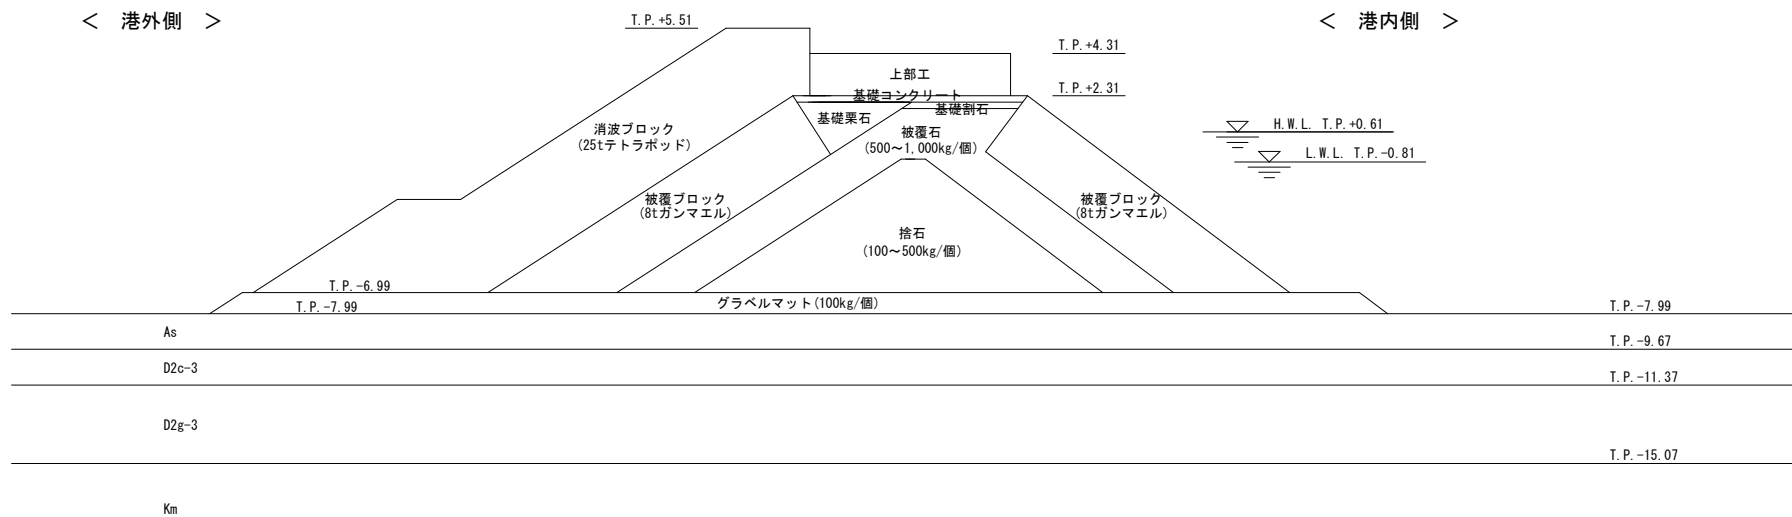 ＜　港外側　＞
T.P.+5.51
＜　港内側　＞
T.P.+4.31
上部工
T.P.+2.31
基礎コンクリート
基礎割石
基礎栗石
消波ブロック
(25tテトラポッド)
被覆石
(500～1,000kg/個)
H.W.L. T.P.+0.61
L.W.L. T.P.-0.81
被覆ブロック
(8tガンマエル)
被覆ブロック
(8tガンマエル)
捨石
(100～500kg/個)
T.P.-6.99
T.P.-7.99
グラベルマット(100kg/個)
T.P.-7.99
As
T.P.-9.67
D2c-3
T.P.-11.37
D2g-3
T.P.-15.07
Km